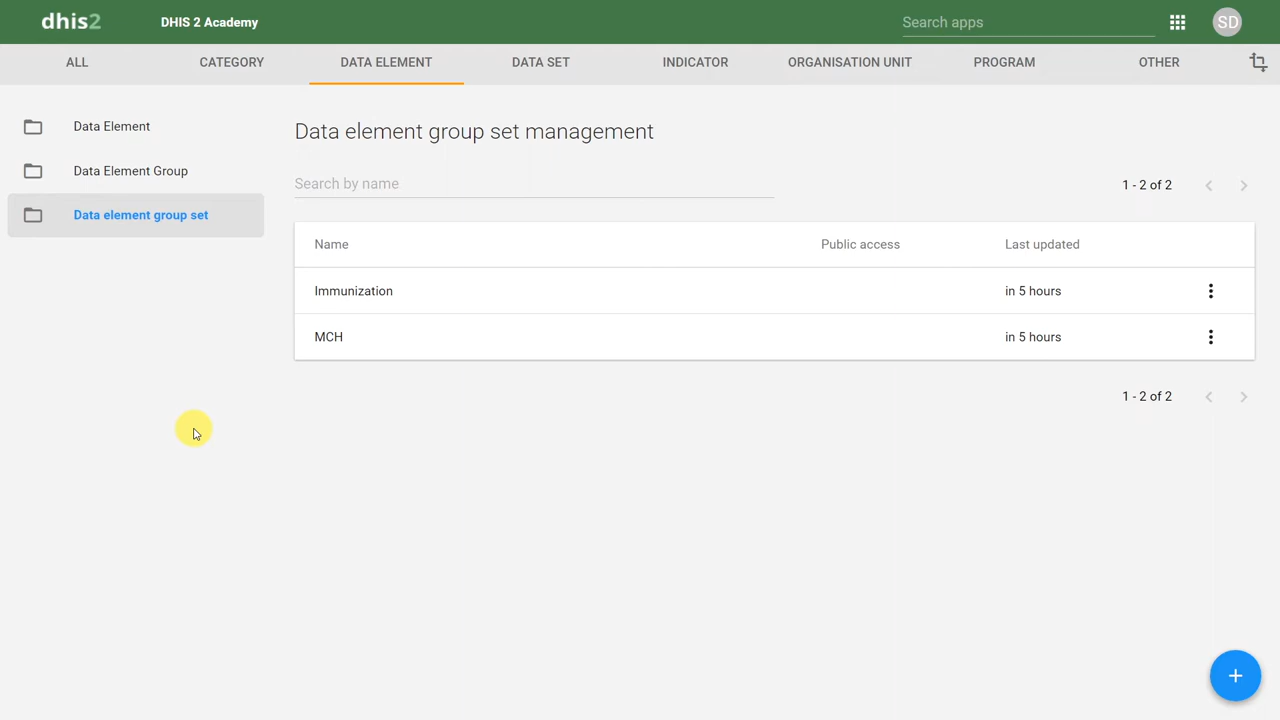 dhis2 DHIS 2 Academy Search apps SD
ALL CATEGORY DATA ELEMENT DATA SET INDICATOR ORGANISATION UNIT PROGRAM OTHER
Data Element
Data Element Group
Data element group set
Data element group set management
Search by name 1 - 2 of 2
Name Public access Last updated
Immunization in 5 hours
MCH in 5 hours
1 - 2 of 2